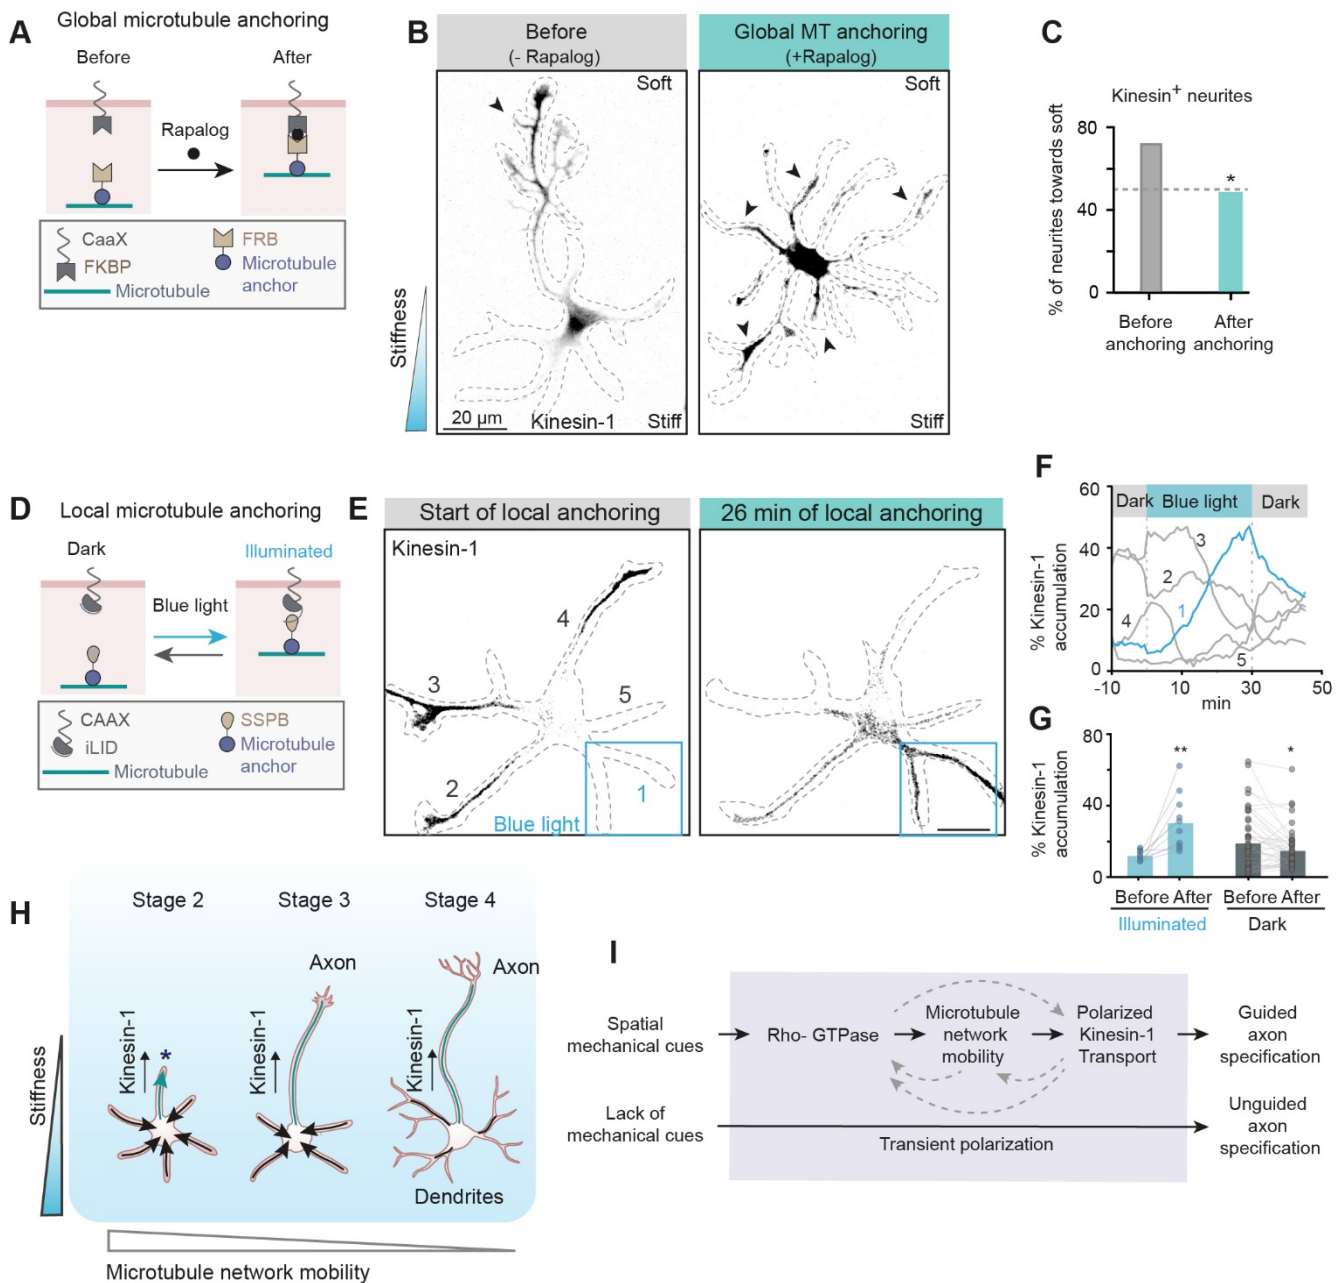 A
Global microtubule anchoring
Before
After
Rapalog
CaaX
FKBP
Microtubule
FRB
Microtubule
anchor
B
Before
(- Rapalog)
Global MT anchoring
(+Rapalog)
Soft
Soft
Stiffness
20 µm
Kinesin-1
Stiff
Stiff
C
Kinesin+ neurites
% of neurites towards soft
80
40
0
*
Before
anchoring
After
anchoring
D
Local microtubule anchoring
Dark
Illuminated
Blue light
CAAX
iLID
Microtubule
SSPB
Microtubule
anchor
E
Start of local anchoring
26 min of local anchoring
Kinesin-1
4
3
5
2
1
Blue light
F
% Kinesin-1
accumulation
60
40
20
0
Dark
Blue light
Dark
3
2
1
4
5
-10
10
30
50
min
G
% Kinesin-1
accumulation
80
40
0
**
*
Before After
Before After
Illuminated
Dark
H
Stage 2
Stage 3
Stage 4
Axon
Axon
Kinesin-1
*
Kinesin-1
Kinesin-1
Stiffness
Dendrites
Microtubule network mobility
I
Spatial
mechanical cues
Rho- GTPase
Microtubule
network
mobility
Polarized
Kinesin-1
Transport
Guided
axon
specification
Lack of
mechanical cues
Transient polarization
Unguided
axon
specification